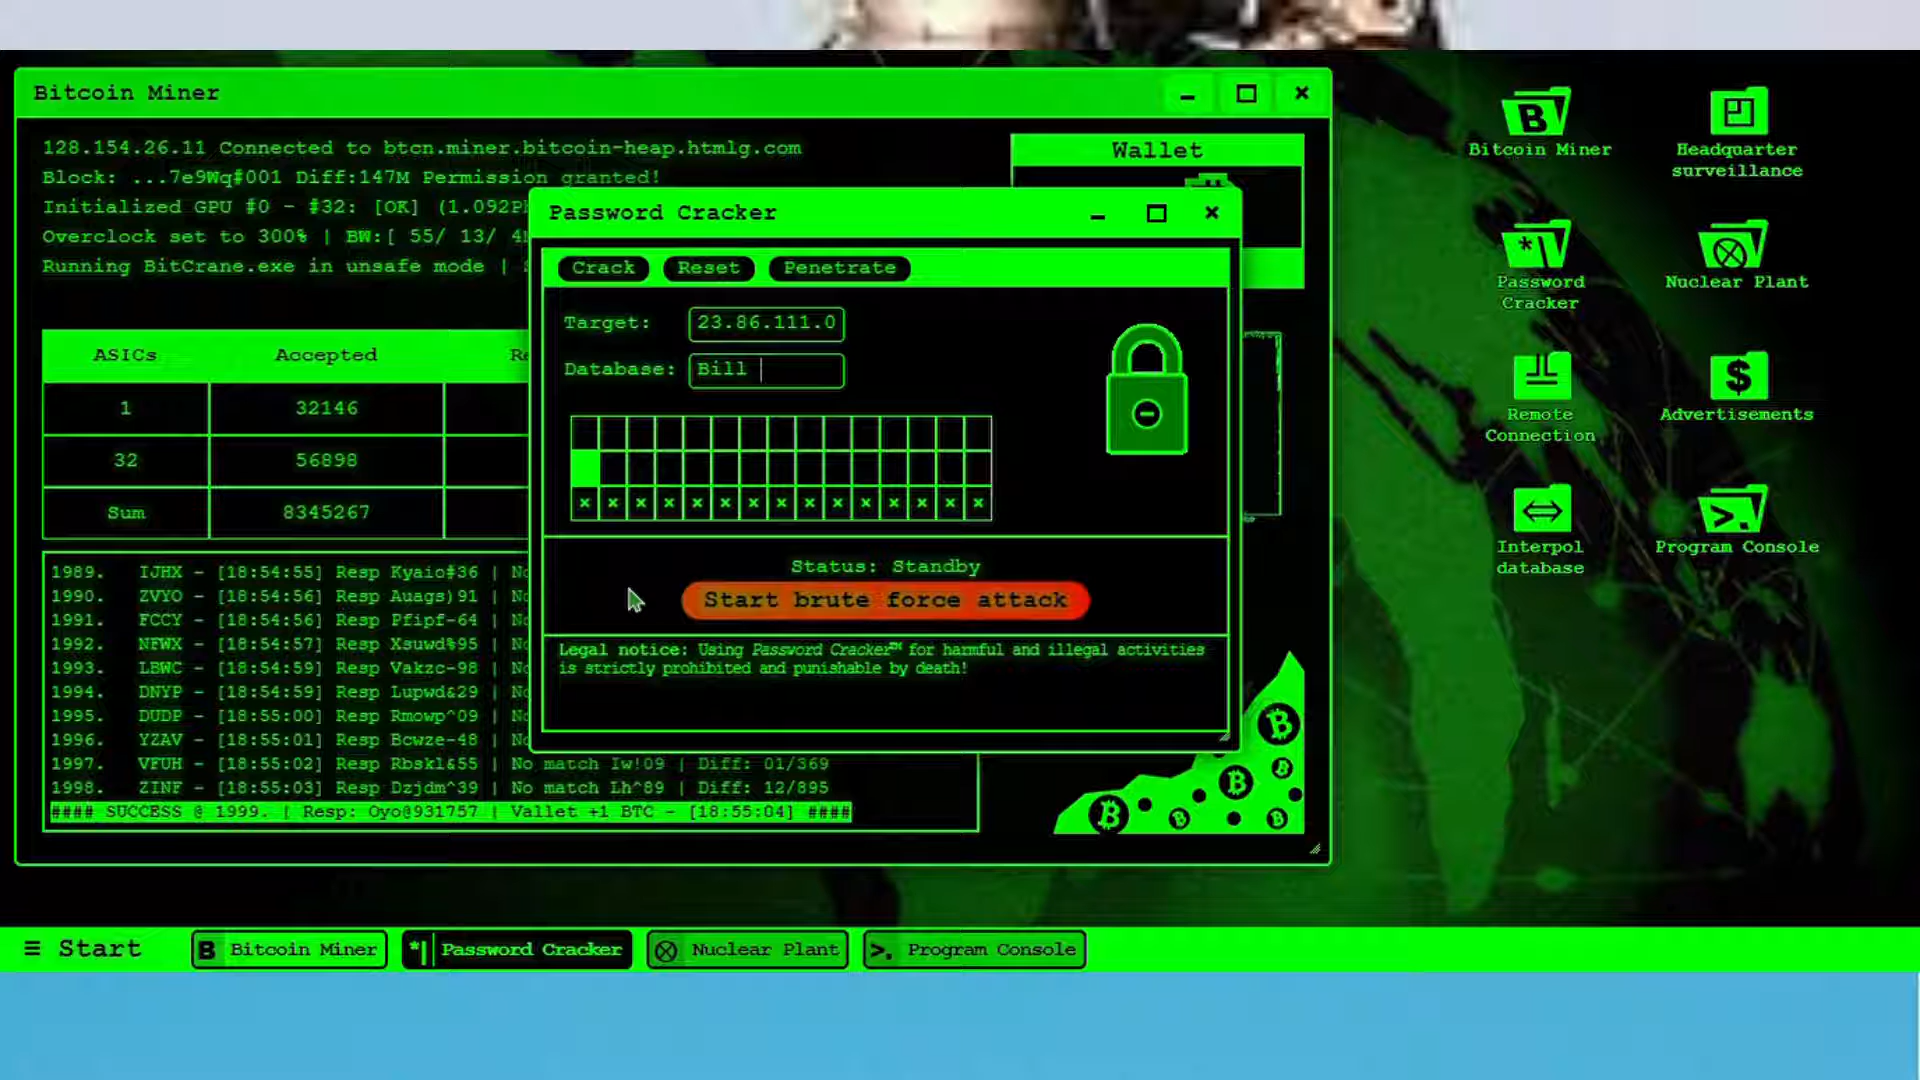 Bitcoin Miner
128.154.26.11 Connected to btcn.miner.bitcoin-heap.htmlg.com
Block: ...7e9Wq#001 Diff:147M Permission granted!
Initialized GPU #0 - #32: [OK] (1.092P
Overclock set to 300% | BW:[ 55/ 13/
Running BitCrane.exe in unsafe mode |
Wallet
ASICs Accepted
1 32146
32 56898
Sum 8345267
1989. IJHX - [18:54:55] Resp Kyaio#36 |
1990. ZVYO - [18:54:56] Resp Auags)91 |
1991. FCCY - [18:54:56] Resp Pfipf-64 |
1992. NFWX - [18:54:57] Resp Xsuwd%95 |
1993. LBWC - [18:54:59] Resp Vakzc-98 |
1994. DNYP - [18:54:59] Resp Lupwd&29 |
1995. DUDP - [18:55:00] Resp Rmowp^09 |
1996. YZAV - [18:55:01] Resp Bcwze-48 |
1997. VFUH - [18:55:02] Resp Rbskl&55 | No match Iw!09 | Diff: 01/369
1998. ZINF - [18:55:03] Resp Dzjdm^39 | No match Lh^89 | Diff: 12/895
#### SUCCESS @ 1999. [ Resp: Oyo@931757 | Vallet +1 BTC - [18:55:04] ####
Password Cracker
Crack Reset Penetrate
Target: 23.86.111.0
Database: Bill
× × × × × × × × × × × × × × ×
Status: Standby
Start brute force attack
Legal notice: Using Password Cracker™ for harmful and illegal activities
is strictly prohibited and punishable by death!
Bitcoin Miner
Headquarter
surveillance
Password
Cracker
Nuclear Plant
Remote
Connection
Advertisements
Interpol
database
Program Console
≡ Start
B Bitcoin Miner
*| Password Cracker
Nuclear Plant
>. Program Console